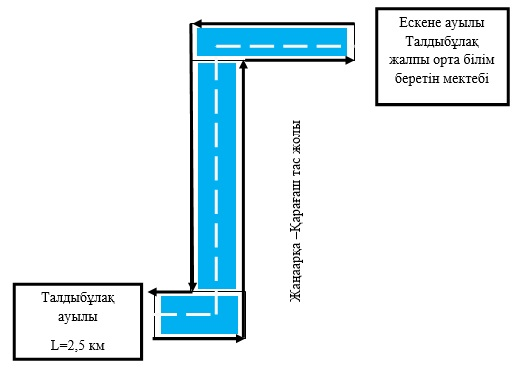 Ескене ауылы
Талдыбұлақ
жалпы орта білім
беретін мектебі
Жаңаарқа –Қарағаш тас жолы
Талдыбұлақ
ауылы
L=2,5 км